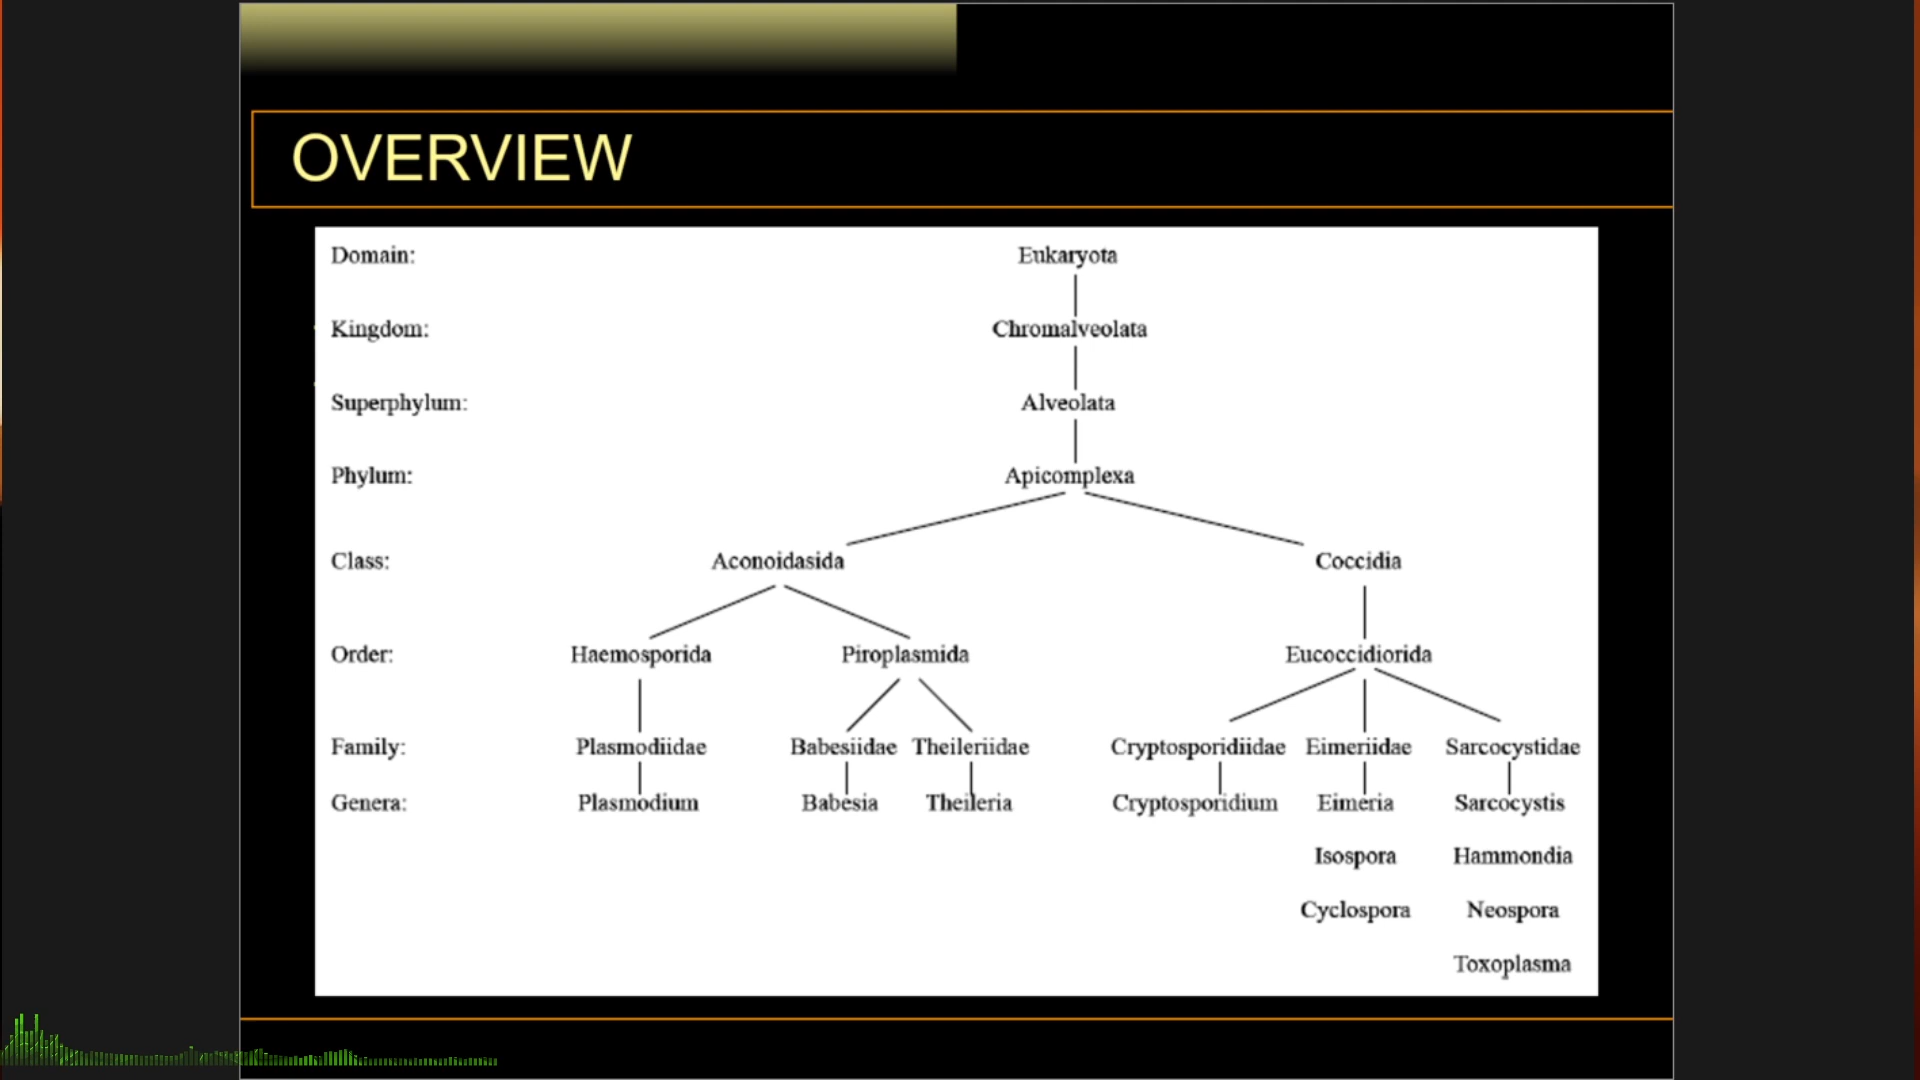 OVERVIEW
Domain: Eukaryota
Kingdom: Chromalveolata
Superphylum: Alveolata
Phylum: Apicomplexa
Class: Aconoidasida Coccidia
Order: Haemosporida Piroplasmida Eucoccidiorida
Family: Plasmodiidae Babesiidae Theileriidae Cryptosporidiidae Eimeriidae Sarcocystidae
Genera: Plasmodium Babesia Theileria Cryptosporidium Eimeria Sarcocystis
Isospora Hammondia
Cyclospora Neospora
Toxoplasma